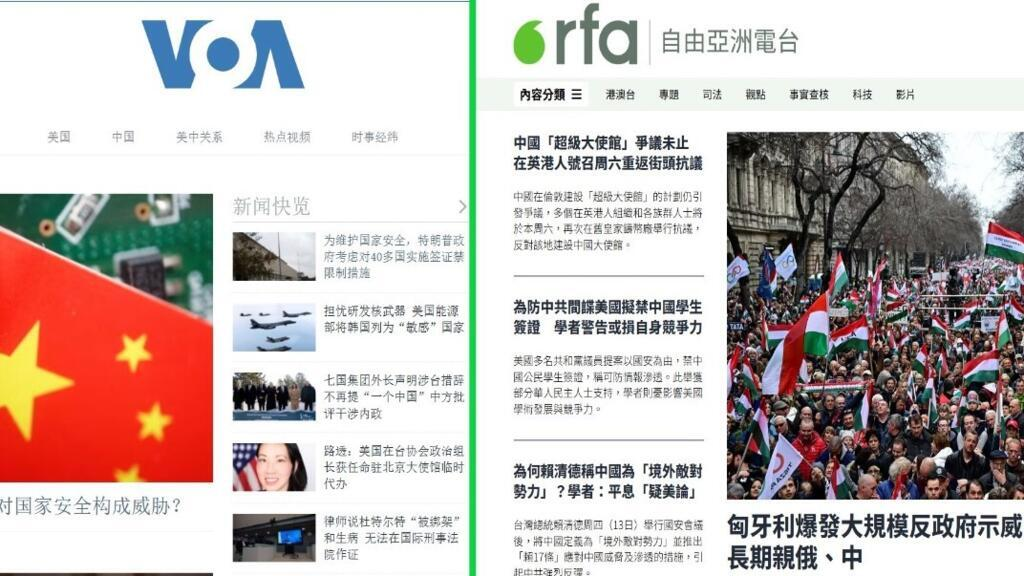 VOA
美国
中国
美中关系
热点视频
时事经纬
对国家安全构成威胁？
新闻快览
为维护国家安全，特朗普政
府考虑对40多国实施签证禁
限制措施
担忧研发核武器 美国能源
部将韩国列为“敏感”国家
七国集团外长声明涉台措辞
不再提“一个中国”中方批
评干涉内政
路透：美国在台协会政治组
长获任命驻北京大使馆临时
代办
律师说杜特尔特“被绑架”
和生病 无法在国际刑事法
院作证
rfa 自由亞洲電台
內容分類
港澳台
專題
司法
觀點
事實查核
科技
影片
中國「超級大使館」爭議未止
在英港人號召周六重返街頭抗議
中國在倫敦建設「超級大使館」的計劃仍引
發爭議，多個在英港人組織和各族群人士將
於本周六，再次在舊皇家鑄幣廠舉行抗議，
反對該地建設中國大使館。
為防中共間諜美國擬禁中國學生
簽證 學者警告或損自身競爭力
美國多名共和黨議員提案以國安為由，禁中
國公民學生簽證，稱可防情報滲透。此舉獲
部分華人民主人士支持，學者則憂影響美國
學術發展與競爭力。
為何賴清德稱中國為「境外敵對
勢力」？學者：平息「疑美論」
台灣總統賴清德周四（13日）舉行國安會議
後，將中國定義為「境外敵對勢力」並推出
「賴17條」應對中國威脅及滲透的措施，引
起中共強烈反彈。
匈牙利爆發大規模反政府示威
長期親俄、中